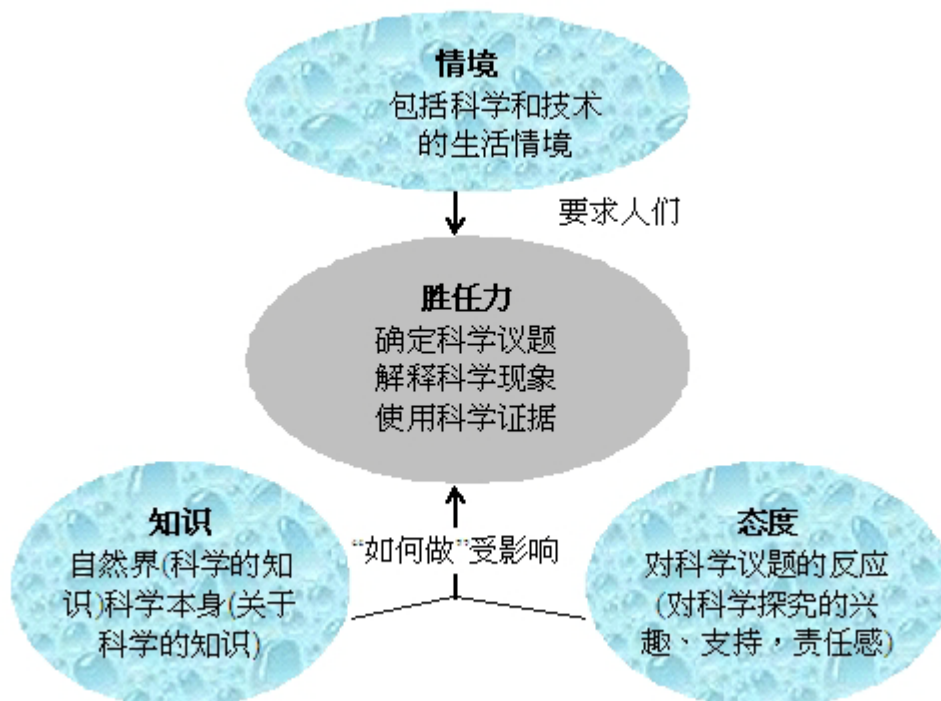 情境
包括科学和技术
的生活情境
要求人们
胜任力
确定科学议题
解释科学现象
使用科学证据
知识
自然界(科学的知
识)科学本身(关于
科学的知识)
“如何做”受影响
态度
对科学议题的反应
(对科学探究的兴
趣、支持，责任感)